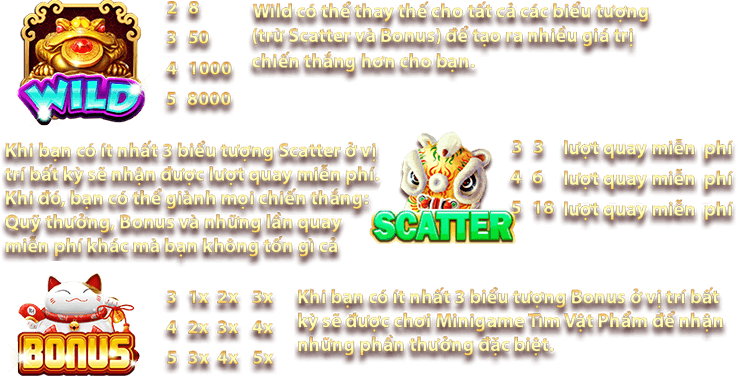 WILD
2 8
3 50
4 1000
5 8000
Wild có thể thay thế cho tất cả các biểu tượng
(trừ Scatter và Bonus) để tạo ra nhiều giá trị
chiến thắng hơn cho bạn.
Khi bạn có ít nhất 3 biểu tượng Scatter ở vị
trí bất kỳ sẽ nhận được lượt quay miễn phí.
Khi đó, bạn có thể giành mọi chiến thắng:
Quỹ thưởng, Bonus và những lần quay
miễn phí khác mà bạn không tốn gì cả
SCATTER
3 3 lượt quay miễn phí
4 6 lượt quay miễn phí
5 18 lượt quay miễn phí
BONUS
3 1x 2x 3x
4 2x 3x 4x
5 3x 4x 5x
Khi bạn có ít nhất 3 biểu tượng Bonus ở vị trí bất
kỳ sẽ được chơi Minigame Tìm Vật Phẩm để nhận
những phần thưởng đặc biệt.